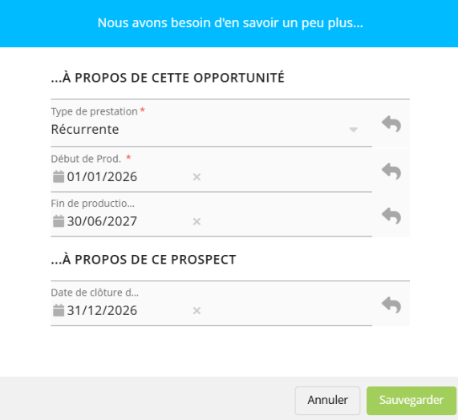 Nous avons besoin d'en savoir un peu plus...
...À PROPOS DE CETTE OPPORTUNITÉ
Type de prestation *
Récurrente
Début de Prod. *
01/01/2026 ×
Fin de productio...
30/06/2027 ×
...À PROPOS DE CE PROSPECT
Date de clôture d...
31/12/2026 ×
Annuler Sauvegarder